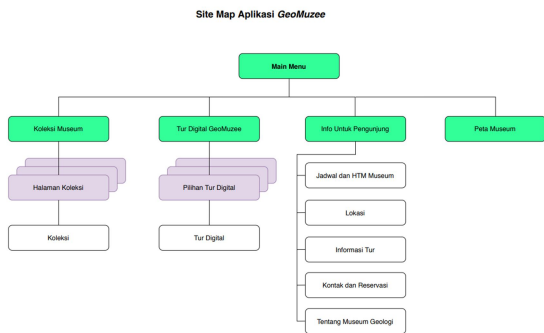 Site Map Aplikasi GeoMuzee
Main Menu
Koleksi Museum
Tur Digital GeoMuzee
Info Untuk Pengunjung
Peta Museum
Halaman Koleksi
Pilihan Tur Digital
Jadwal dan HTM Museum
Koleksi
Tur Digital
Lokasi
Informasi Tur
Kontak dan Reservasi
Tentang Museum Geologi